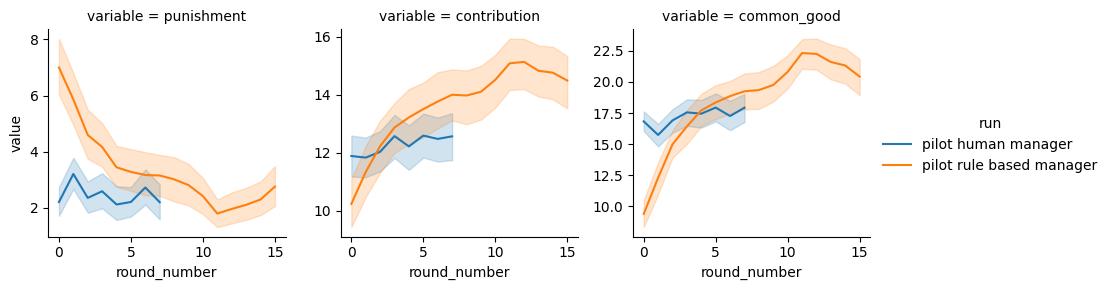 variable = punishment
variable = contribution
variable = common_good
value
8
6
4
2
0
5
10
15
round_number
16
14
12
10
0
5
10
15
round_number
22.5
20.0
17.5
15.0
12.5
10.0
0
5
10
15
round_number
run
pilot human manager
pilot rule based manager